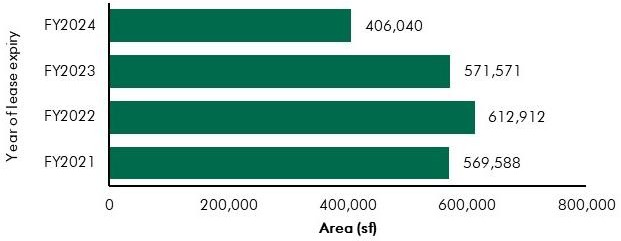 Year of lease expiry
FY2024
406,040
FY2023
571,571
FY2022
612,912
FY2021
569,588
0
200,000
400,000
600,000
800,000
Area (sf)